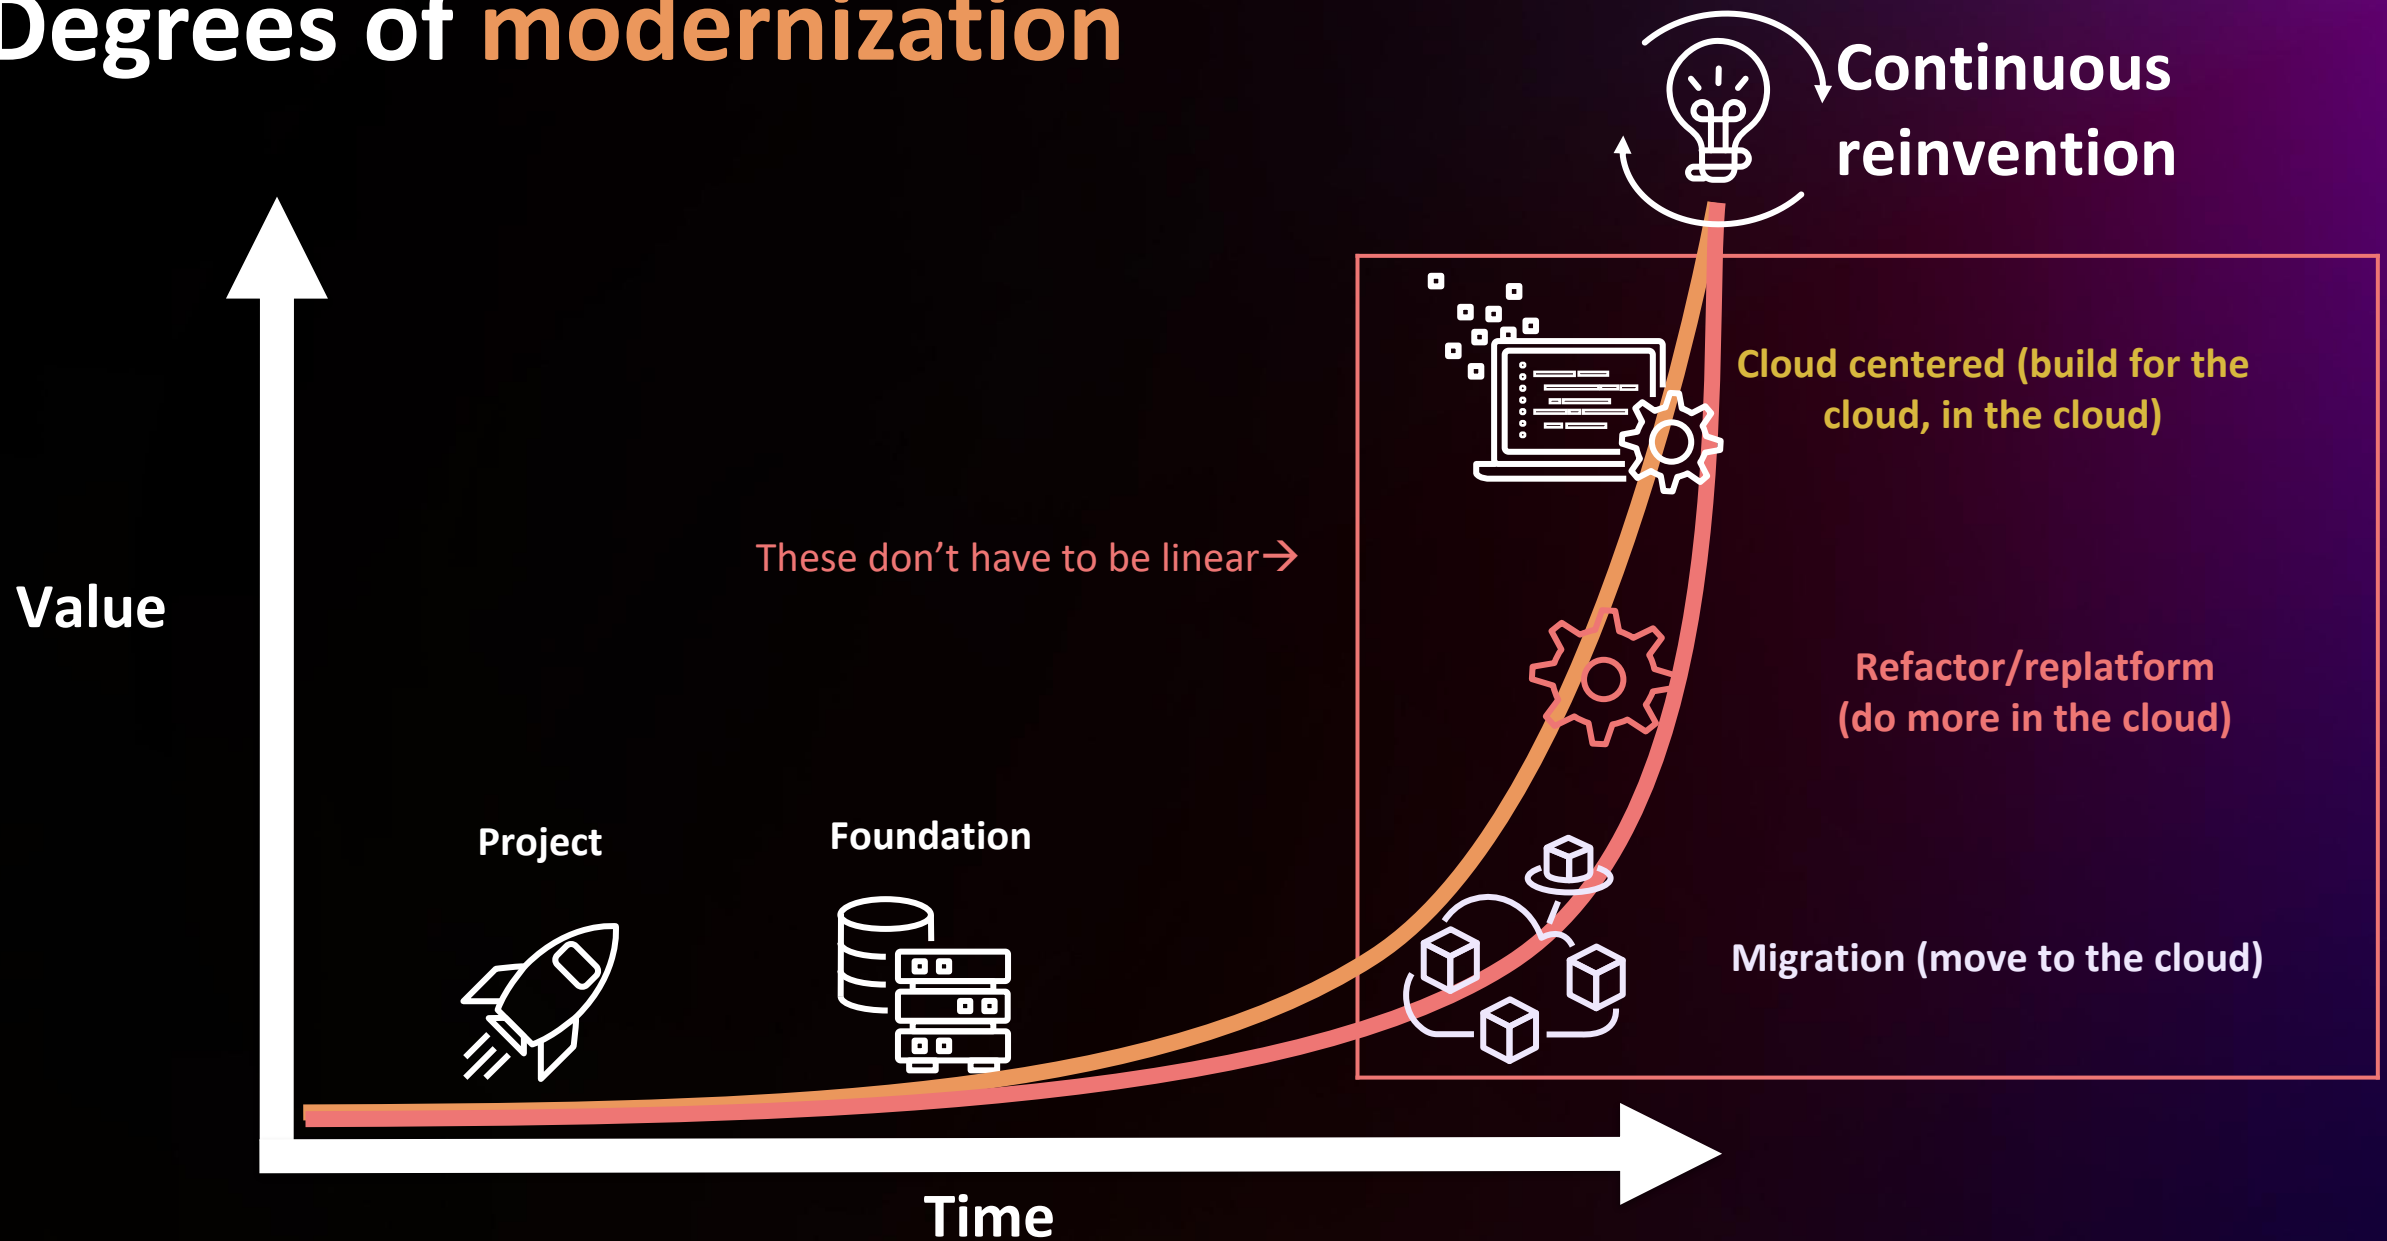 Degrees of modernization
Continuous
reinvention
Cloud centered (build for the
cloud, in the cloud)
These don’t have to be linear→
Value
Refactor/replatform
(do more in the cloud)
Project
Foundation
Migration (move to the cloud)
Time